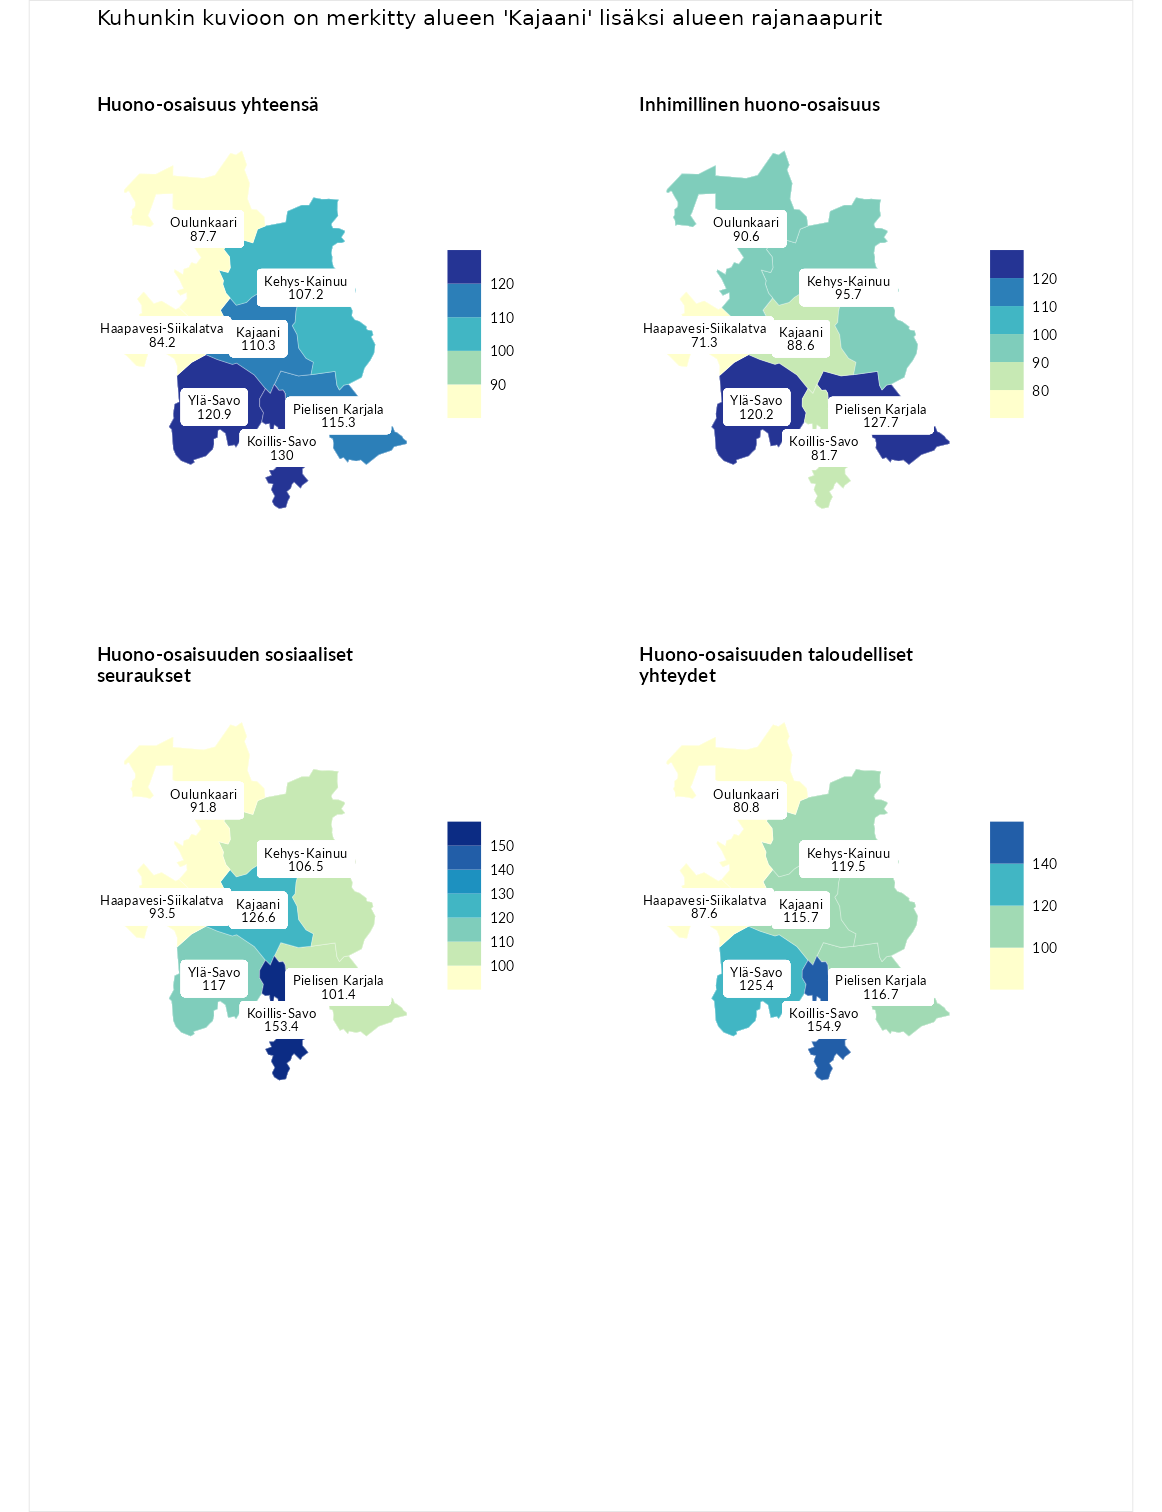 Kuhunkin kuvioon on merkitty alueen 'Kajaani' lisäksi alueen rajanaapurit
Huono-osaisuus yhteensä
Oulunkaari
87.7
Kehys-Kainuu
107.2
Haapavesi-Siikalatva
84.2
Kajaani
110.3
Ylä-Savo
120.9
Pielisen Karjala
115.3
Koillis-Savo
130
120
110
100
90
Inhimillinen huono-osaisuus
Oulunkaari
90.6
Kehys-Kainuu
95.7
Haapavesi-Siikalatva
71.3
Kajaani
88.6
Ylä-Savo
120.2
Pielisen Karjala
127.7
Koillis-Savo
81.7
120
110
100
90
80
Huono-osaisuuden sosiaaliset
seuraukset
Oulunkaari
91.8
Kehys-Kainuu
106.5
Haapavesi-Siikalatva
93.5
Kajaani
126.6
Ylä-Savo
117
Pielisen Karjala
101.4
Koillis-Savo
153.4
150
140
130
120
110
100
Huono-osaisuuden taloudelliset
yhteydet
Oulunkaari
80.8
Kehys-Kainuu
119.5
Haapavesi-Siikalatva
87.6
Kajaani
115.7
Ylä-Savo
125.4
Pielisen Karjala
116.7
Koillis-Savo
154.9
140
120
100